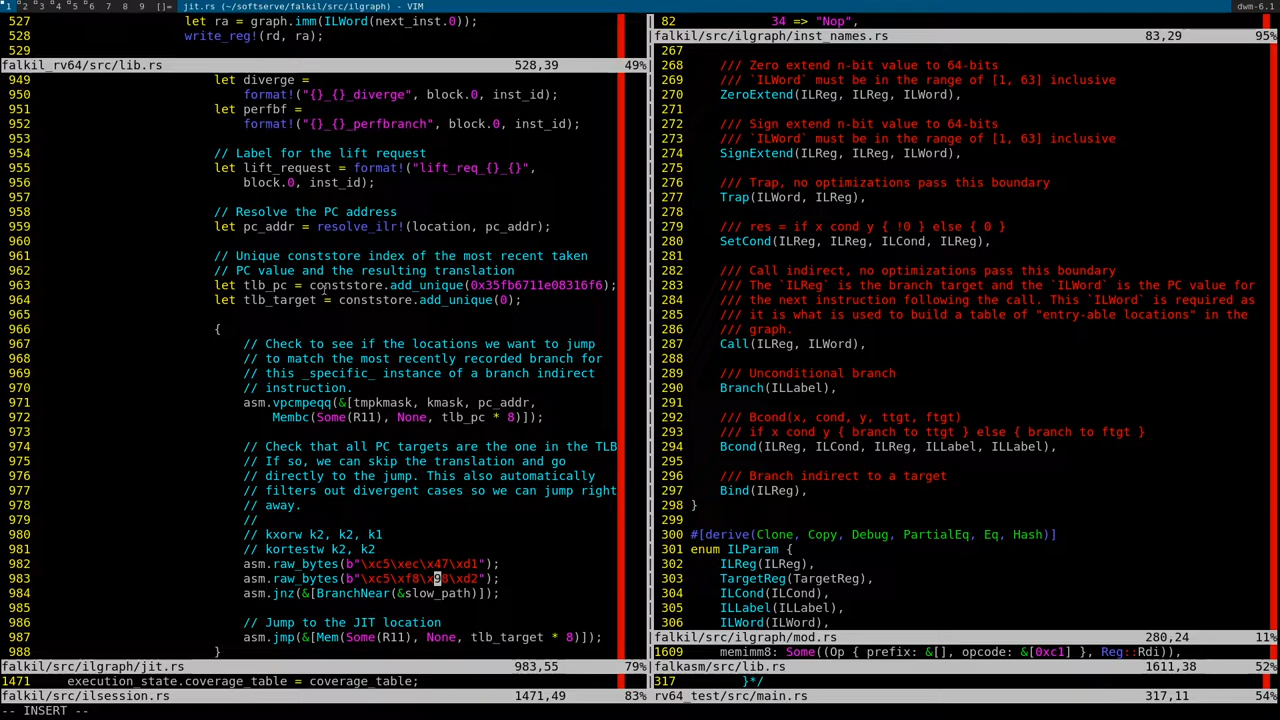 1 2 3 4 5 6 7 8 9 []= jit.rs (~/softserve/falkil/src/ilgraph) - VIM dwm-6.1
527 let ra = graph.imm(ILWord(next_inst.0));
528 write_reg!(rd, ra);
529
falkil_rv64/src/lib.rs 528,39 49%
949 let diverge =
950 format!("{}_{}_diverge", block.0, inst_id);
951 let perfbf =
952 format!("{}_{}_perfbranch", block.0, inst_id);
953
954 // Label for the lift request
955 let lift_request = format!("lift_req_{}_{}",
956 block.0, inst_id);
957
958 // Resolve the PC address
959 let pc_addr = resolve_ilr!(location, pc_addr);
960
961 // Unique conststore index of the most recent taken
962 // PC value and the resulting translation
963 let tlb_pc = conststore.add_unique(0x35fb6711e08316f6);
964 let tlb_target = conststore.add_unique(0);
965
966 {
967 // Check to see if the locations we want to jump
968 // to match the most recently recorded branch for
969 // this _specific_ instance of a branch indirect
970 // instruction.
971 asm.vpcmpeqq(&[tmpkmask, kmask, pc_addr,
972 Membc(Some(R11), None, tlb_pc * 8)]);
973
974 // Check that all PC targets are the one in the TLB
975 // If so, we can skip the translation and go
976 // directly to the jump. This also automatically
977 // filters out divergent cases so we can jump right
978 // away.
979 //
980 // kxorw k2, k2, k1
981 // kortestw k2, k2
982 asm.raw_bytes(b"\xc5\xec\x47\xd1");
983 asm.raw_bytes(b"\xc5\xf8\x98\xd2");
984 asm.jnz(&[BranchNear(&slow_path)]);
985
986 // Jump to the JIT location
987 asm.jmp(&[Mem(Some(R11), None, tlb_target * 8)]);
988 }
falkil/src/ilgraph/jit.rs 983,55 79%
1471 execution_state.coverage_table = coverage_table;
falkil/src/ilsession.rs 1471,49 83%
-- INSERT --
82 34 => "Nop",
falkil/src/ilgraph/inst_names.rs 83,29 95%
267
268 /// Zero extend n-bit value to 64-bits
269 /// `ILWord` must be in the range of [1, 63] inclusive
270 ZeroExtend(ILReg, ILReg, ILWord),
271
272 /// Sign extend n-bit value to 64-bits
273 /// `ILWord` must be in the range of [1, 63] inclusive
274 SignExtend(ILReg, ILReg, ILWord),
275
276 /// Trap, no optimizations pass this boundary
277 Trap(ILWord, ILReg),
278
279 /// res = if x cond y { !0 } else { 0 }
280 SetCond(ILReg, ILReg, ILCond, ILReg),
281
282 /// Call indirect, no optimizations pass this boundary
283 /// The `ILReg` is the branch target and the `ILWord` is the PC value for
284 /// the next instruction following the call. This `ILWord` is required as
285 /// it is what is used to build a table of "entry-able locations" in the
286 /// graph.
287 Call(ILReg, ILWord),
288
289 /// Unconditional branch
290 Branch(ILLabel),
291
292 /// Bcond(x, cond, y, ttgt, ftgt)
293 /// if x cond y { branch to ttgt } else { branch to ftgt }
294 Bcond(ILReg, ILCond, ILReg, ILLabel, ILLabel),
295
296 /// Branch indirect to a target
297 Bind(ILReg),
298 }
299
300 #[derive(Clone, Copy, Debug, PartialEq, Eq, Hash)]
301 enum ILParam {
302 ILReg(ILReg),
303 TargetReg(TargetReg),
304 ILCond(ILCond),
305 ILLabel(ILLabel),
306 ILWord(ILWord),
falkil/src/ilgraph/mod.rs 280,24 11%
1609 memimm8: Some((Op { prefix: &[], opcode: &[0xc1] }, Reg::Rdi)),
falkasm/src/lib.rs 1611,38 52%
317 }*/
rv64_test/src/main.rs 317,11 54%